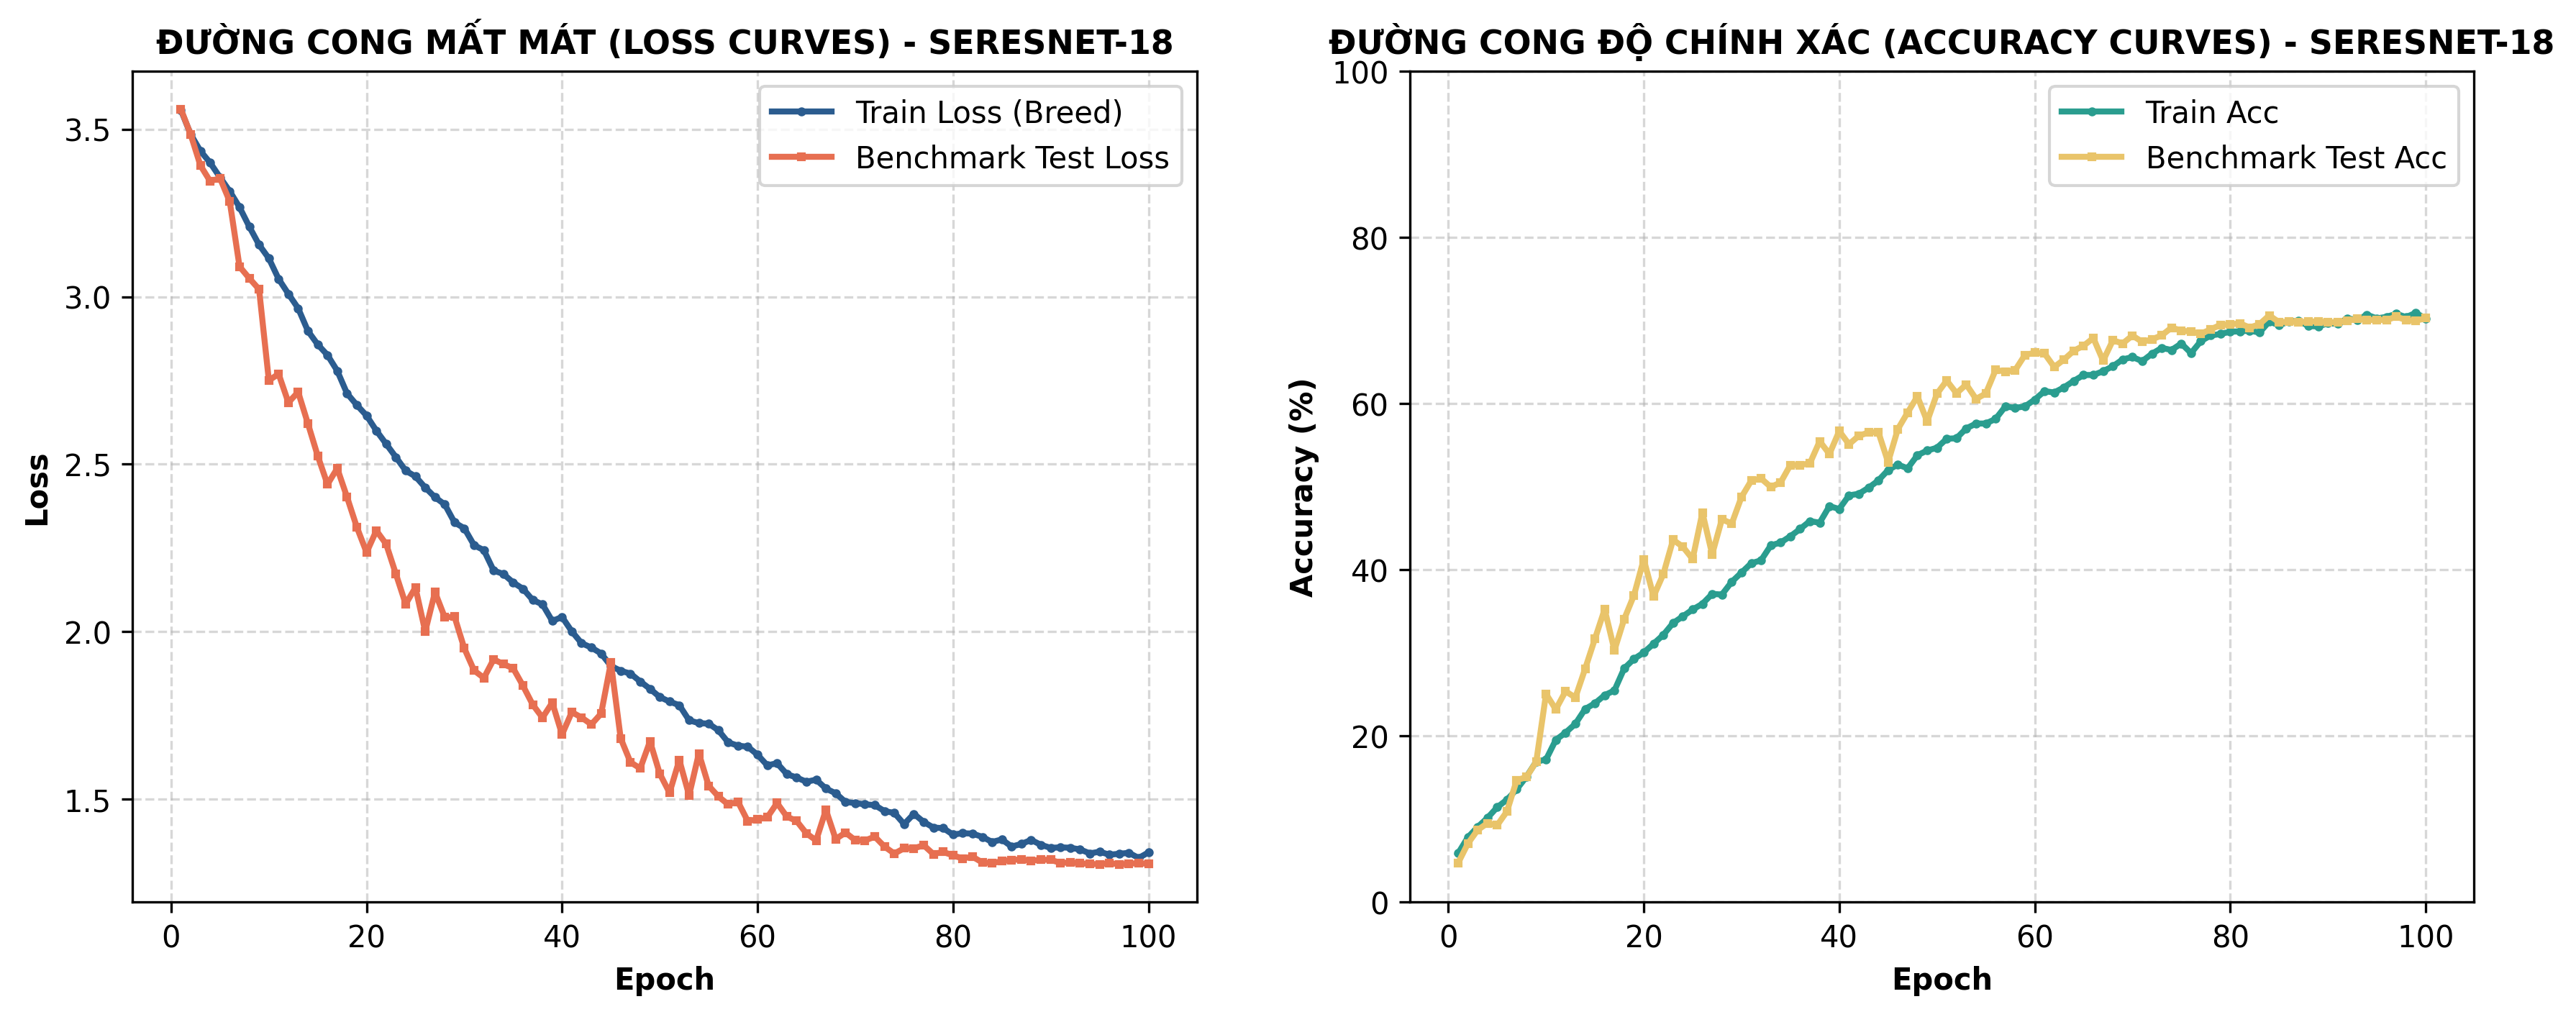 ĐƯỜNG CONG MẤT MÁT (LOSS CURVES) - SERESNET-18
Train Loss (Breed)
Benchmark Test Loss
3.5
3.0
2.5
2.0
1.5
Loss
0 20 40 60 80 100
Epoch
ĐƯỜNG CONG ĐỘ CHÍNH XÁC (ACCURACY CURVES) - SERESNET-18
Train Acc
Benchmark Test Acc
100
80
60
40
20
0
Accuracy (%)
0 20 40 60 80 100
Epoch